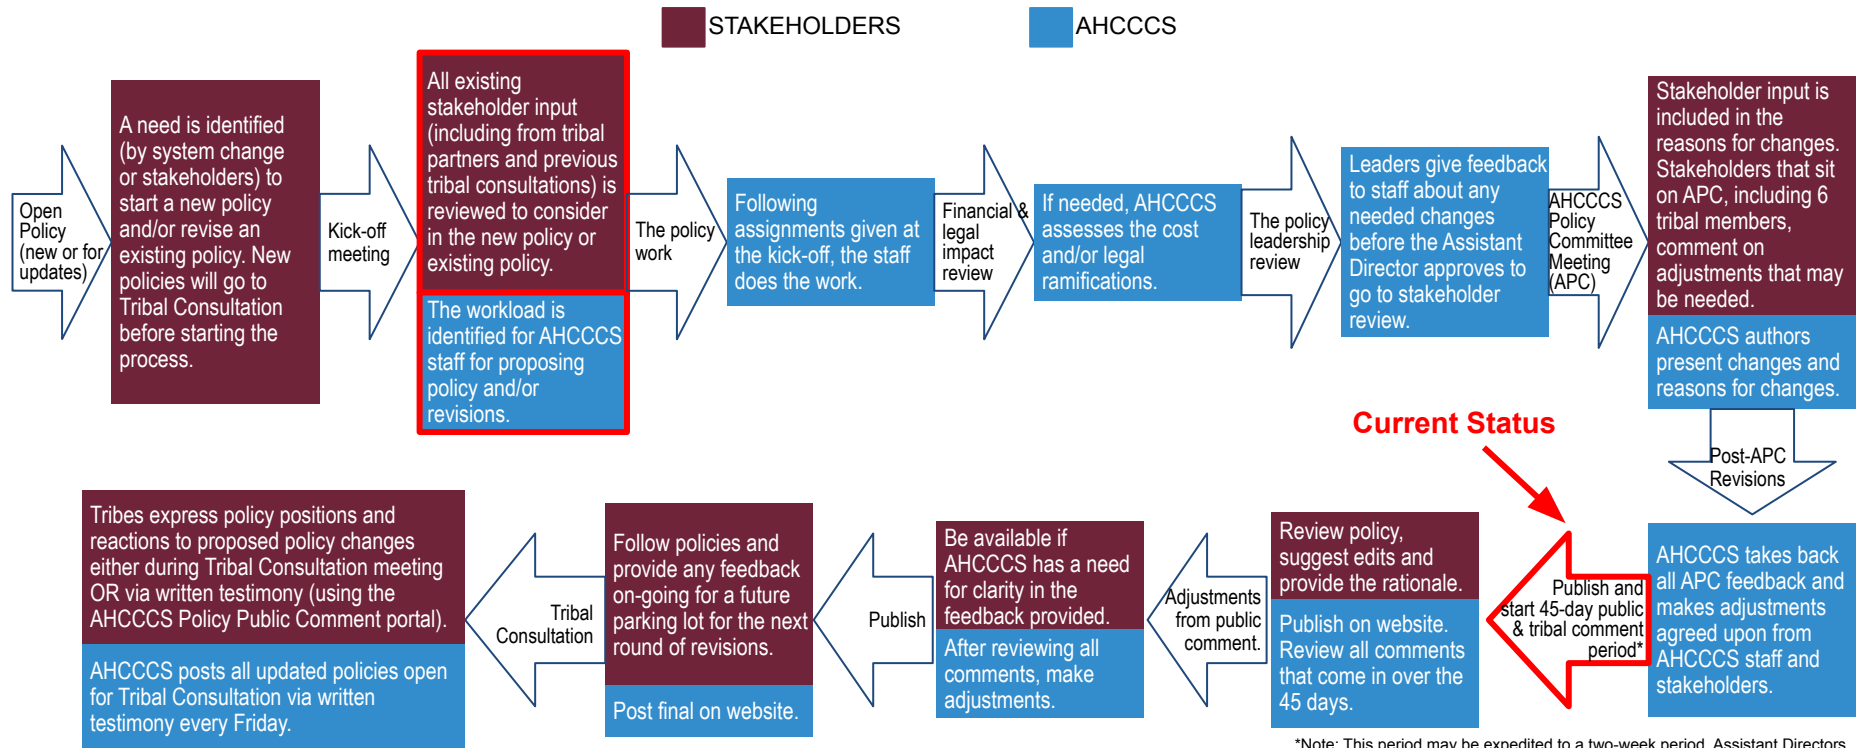 STAKEHOLDERS
AHCCCS
Open
Policy
(new or for
updates)
A need is identified
(by system change
or stakeholders) to
start a new policy
and/or revise an
existing policy. New
policies will go to
Tribal Consultation
before starting the
process.
Kick-off
meeting
All existing
stakeholder input
(including from tribal
partners and previous
tribal consultations) is
reviewed to consider
in the new policy or
existing policy.
The workload is
identified for AHCCCS
staff for proposing
policy and/or
revisions.
The policy
work
Following
assignments given at
the kick-off, the staff
does the work.
Financial &
legal
impact
review
If needed, AHCCCS
assesses the cost
and/or legal
ramifications.
The policy
leadership
review
Leaders give feedback
to staff about any
needed changes
before the Assistant
Director approves to
go to stakeholder
review.
AHCCCS
Policy
Committee
Meeting
(APC)
Stakeholder input is
included in the
reasons for changes.
Stakeholders that sit
on APC, including 6
tribal members,
comment on
adjustments that may
be needed.
AHCCCS authors
present changes and
reasons for changes.
Post-APC
Revisions
Current Status
AHCCCS takes back
all APC feedback and
makes adjustments
agreed upon from
AHCCCS staff and
stakeholders.
Publish and
start 45-day public
& tribal comment
period*
Review policy,
suggest edits and
provide the rationale.
Publish on website.
Review all comments
that come in over the
45 days.
Adjustments
from public
comment.
Be available if
AHCCCS has a need
for clarity in the
feedback provided.
After reviewing all
comments, make
adjustments.
Publish
Follow policies and
provide any feedback
on-going for a future
parking lot for the next
round of revisions.
Post final on website.
Tribal
Consultation
Tribes express policy positions and
reactions to proposed policy changes
either during Tribal Consultation meeting
OR via written testimony (using the
AHCCCS Policy Public Comment portal).
AHCCCS posts all updated policies open
for Tribal Consultation via written
testimony every Friday.
*Note: This period may be expedited to a two-week period. Assistant Directors